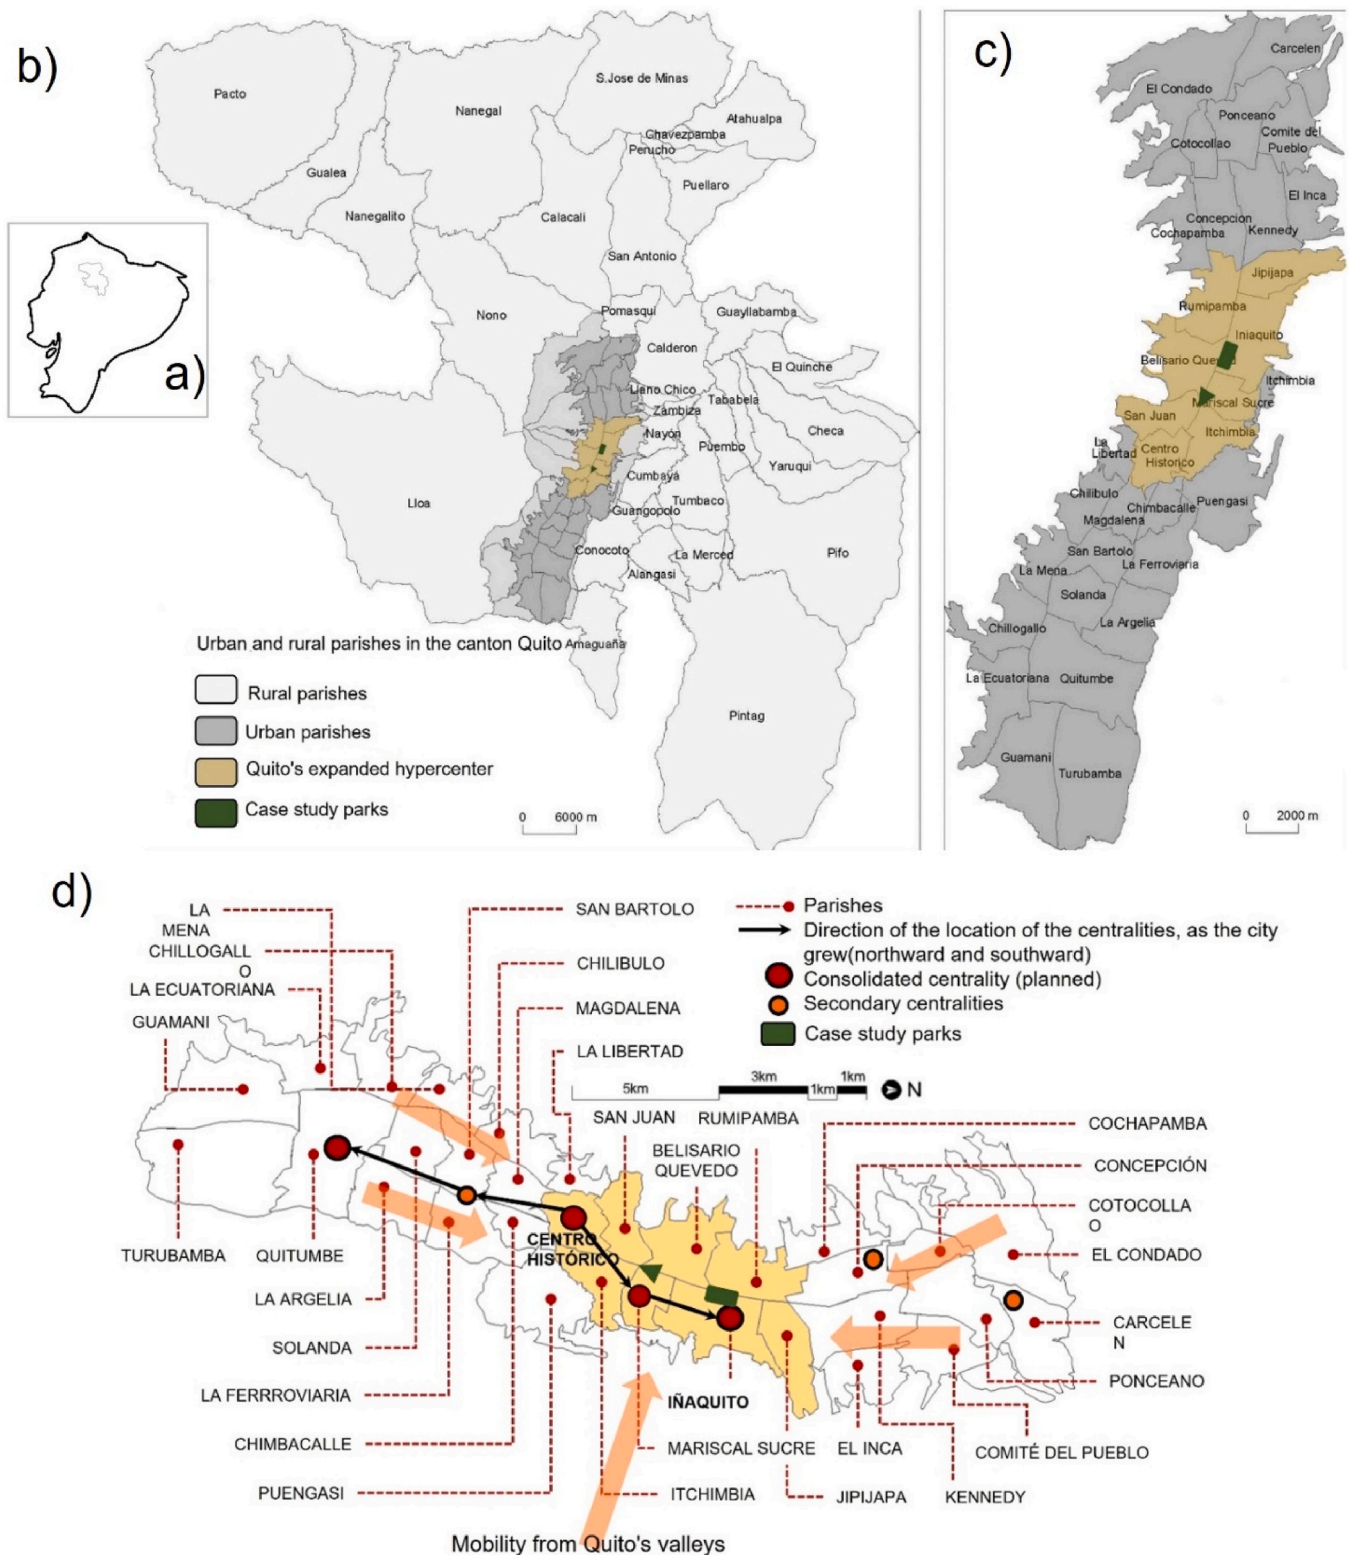 b)
Pacto
Nanegal
S.Jose de Minas
Atahualpa
Chavezpamba
Perucho
Puellaro
Gualea
Nanegalito
Calacali
San Antonio
Nono
Pomasqui
Guayllabamba
Calderon
El Quinche
Llano Chico
Tababela
Zambiza
Nayón
Checa
Puembo
Yaruqui
Cumbaya
Lloa
Tumbaco
Guangopolo
Conocoto
La Merced
Pifo
Alangasi
Amaguaña
Pintag
a)
Urban and rural parishes in the canton Quito
Rural parishes
Urban parishes
Quito's expanded hypercenter
Case study parks
0 6000 m
c)
Carcelen
El Condado
Ponceano
Comite del
Pueblo
Cotocollao
El Inca
Concepcion
Cochapamba
Kennedy
Jipijapa
Rumipamba
Iniaquito
Belisario Quevedo
Itchimbia
Mariscal Sucre
San Juan
Itchimbia
La
Libertad
Centro
Historico
Chilibulo
Chimbacalle
Puengasi
Magdalena
San Bartolo
La Ferroviaria
La Mena
Solanda
La Argelia
Chillogallo
La Ecuatoriana
Quitumbe
Guamani
Turubamba
0 2000 m
d)
LA
MENA
CHILLOGALL
O
LA ECUATORIANA
GUAMANI
SAN BARTOLO
CHILIBULO
MAGDALENA
LA LIBERTAD
Parishes
Direction of the location of the centralities, as the city
grew(northward and southward)
Consolidated centrality (planned)
Secondary centralities
Case study parks
5km
3km
1km
1km
N
SAN JUAN
RUMIPAMBA
BELISARIO
QUEVEDO
COCHAPAMBA
CONCEPCIÓN
COTOCOLLA
O
EL CONDADO
CARCELE
N
PONCEANO
CENTRO
HISTÓRICO
TURUBAMBA
QUITUMBE
LA ARGELIA
SOLANDA
LA FERRROVIARIA
CHIMBACALLE
PUENGASI
IÑAQUITO
MARISCAL SUCRE
EL INCA
COMITÉ DEL PUEBLO
ITCHIMBIA
JIPIJAPA
KENNEDY
Mobility from Quito's valleys